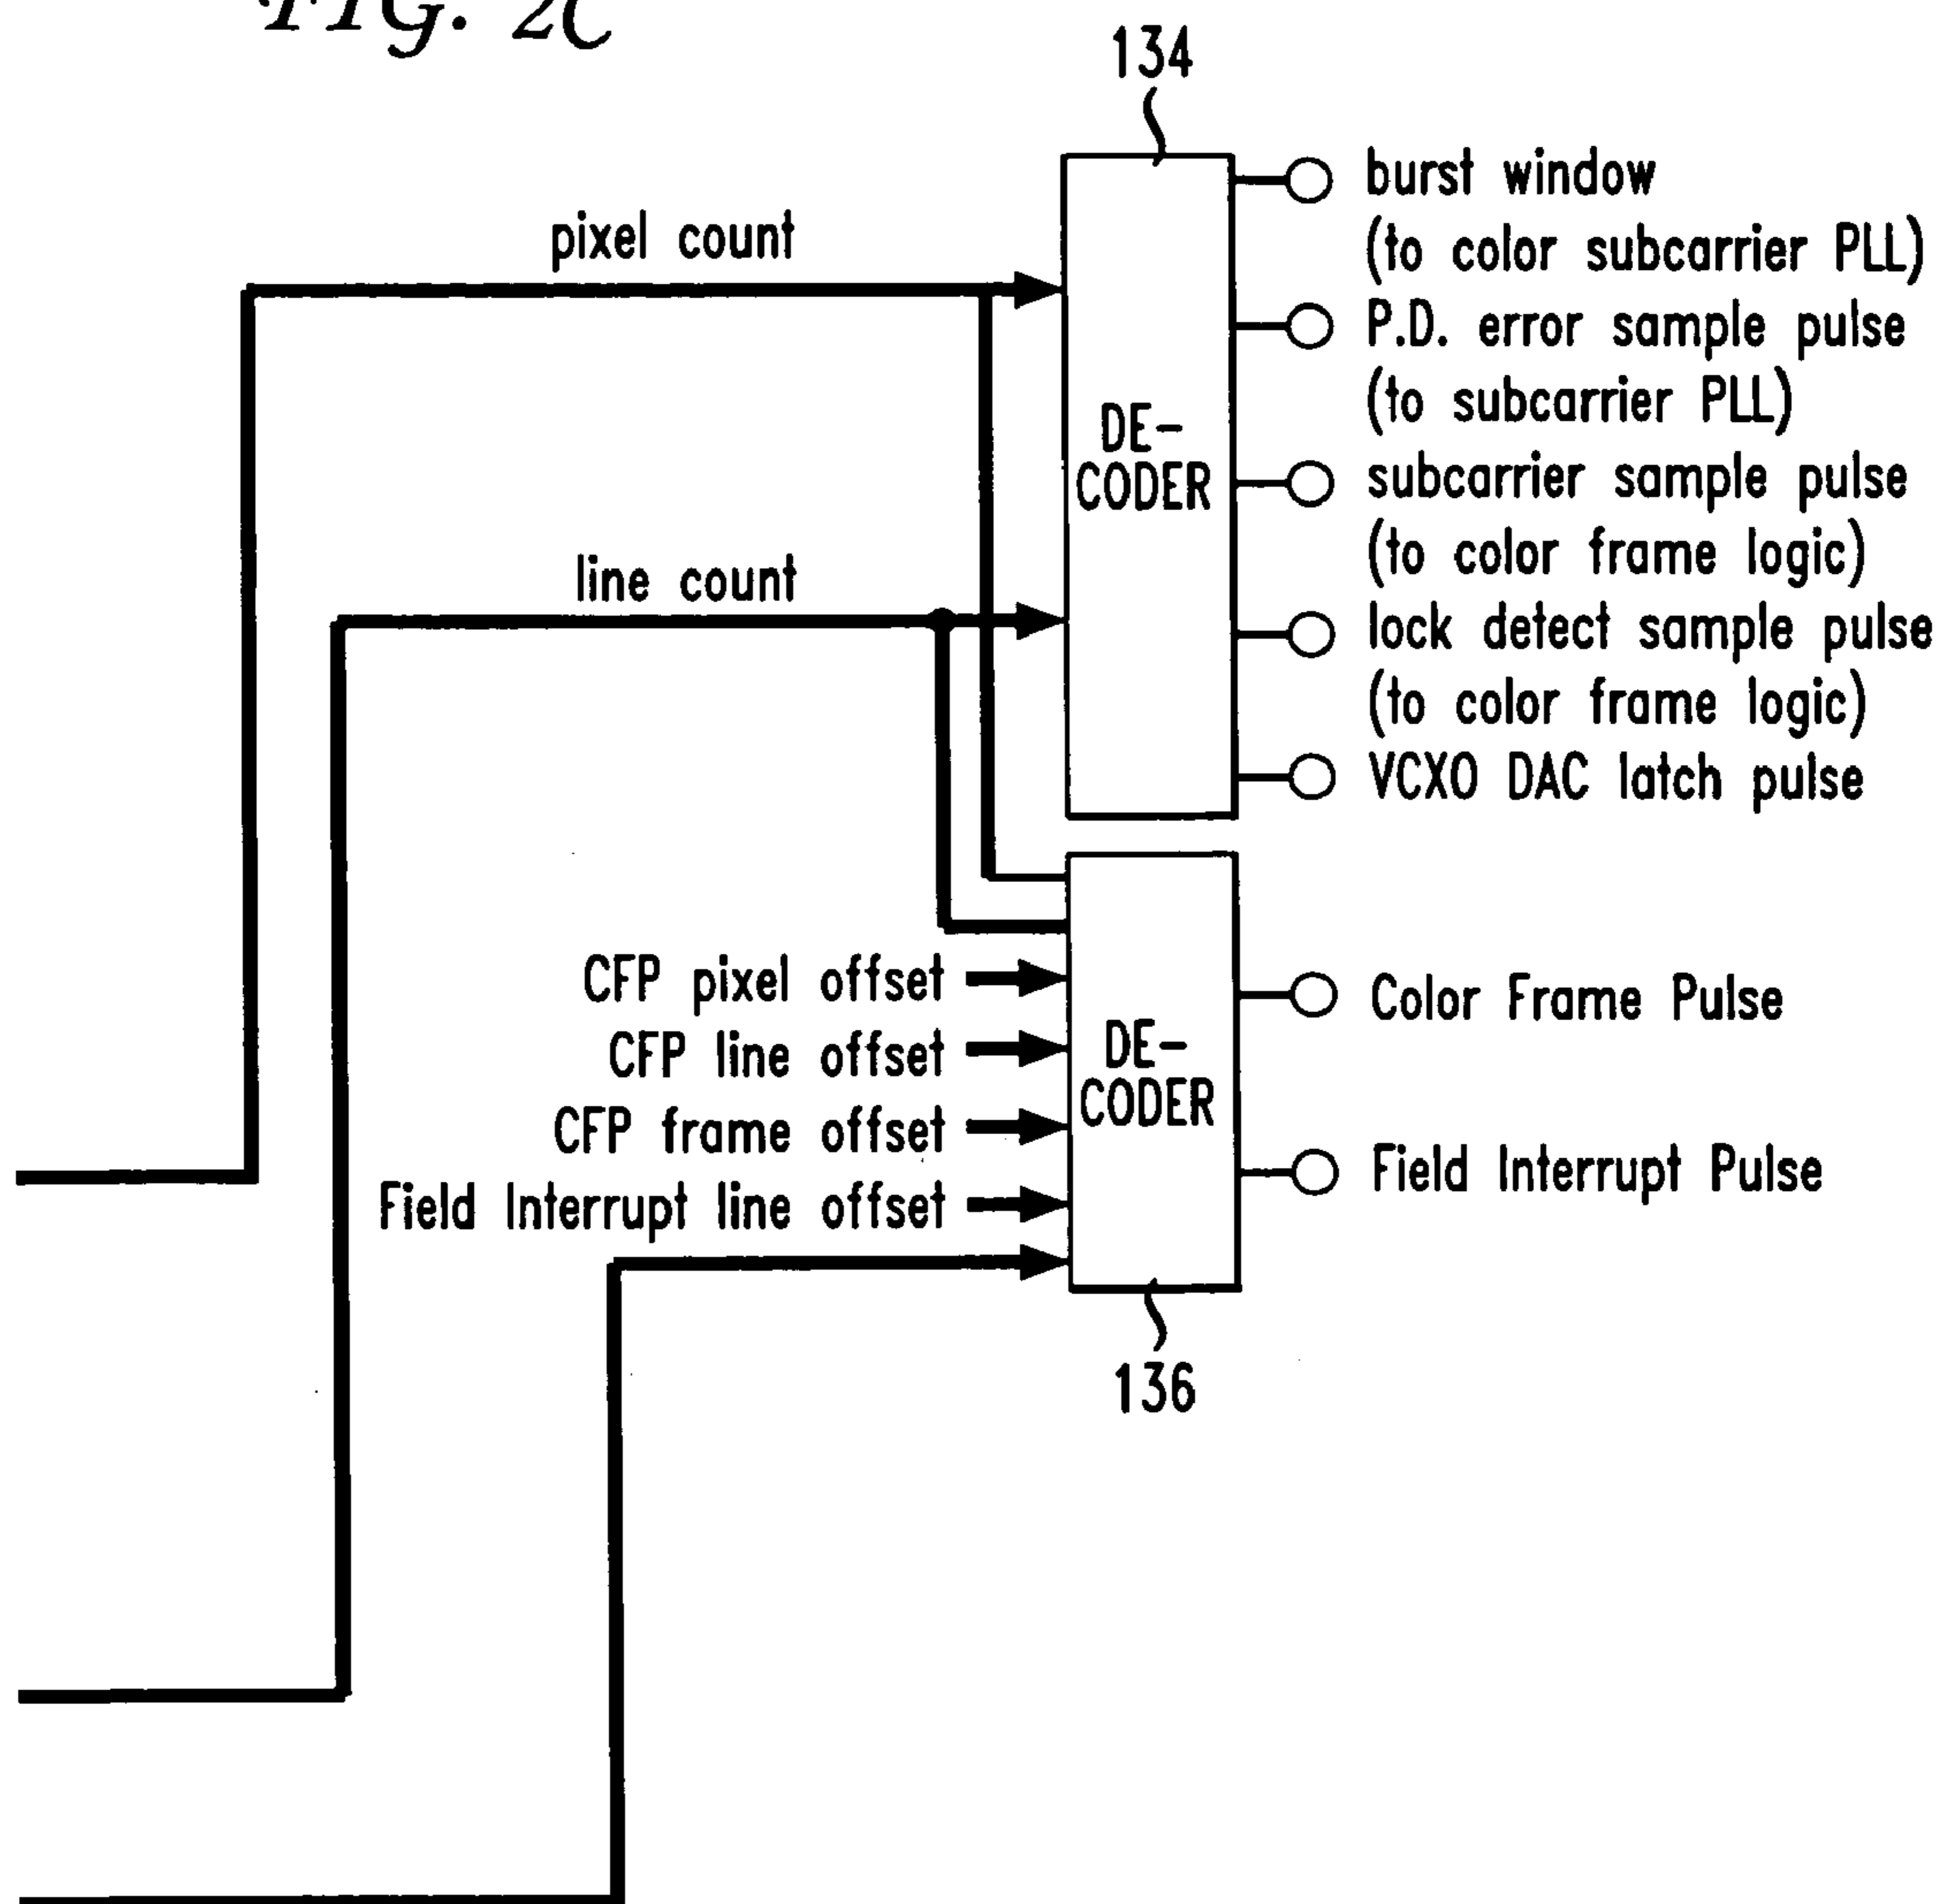 FIG. 2C
134
burst window
(to color subcarrier PLL)
pixel count
P.D. error sample pulse
(to subcarrier PLL)
DE-
CODER
subcarrier sample pulse
(to color frame logic)
line count
lock detect sample pulse
(to color frame logic)
VCXO DAC latch pulse
CFP pixel offset
CFP line offset
CFP frame offset
Field Interrupt line offset
DE-
CODER
Color Frame Pulse
Field Interrupt Pulse
136